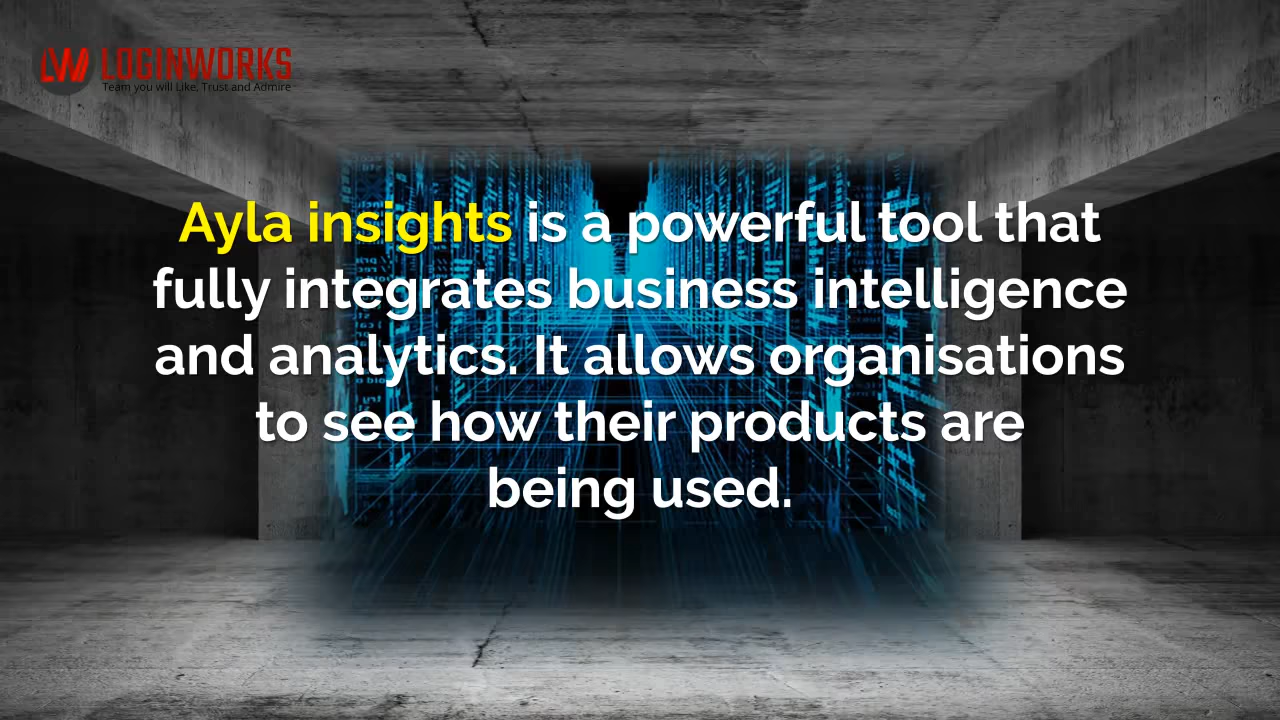 LW LOGINWORKS
Team you will Like, Trust and Admire
Ayla insights is a powerful tool that
fully integrates business intelligence
and analytics. It allows organisations
to see how their products are
being used.